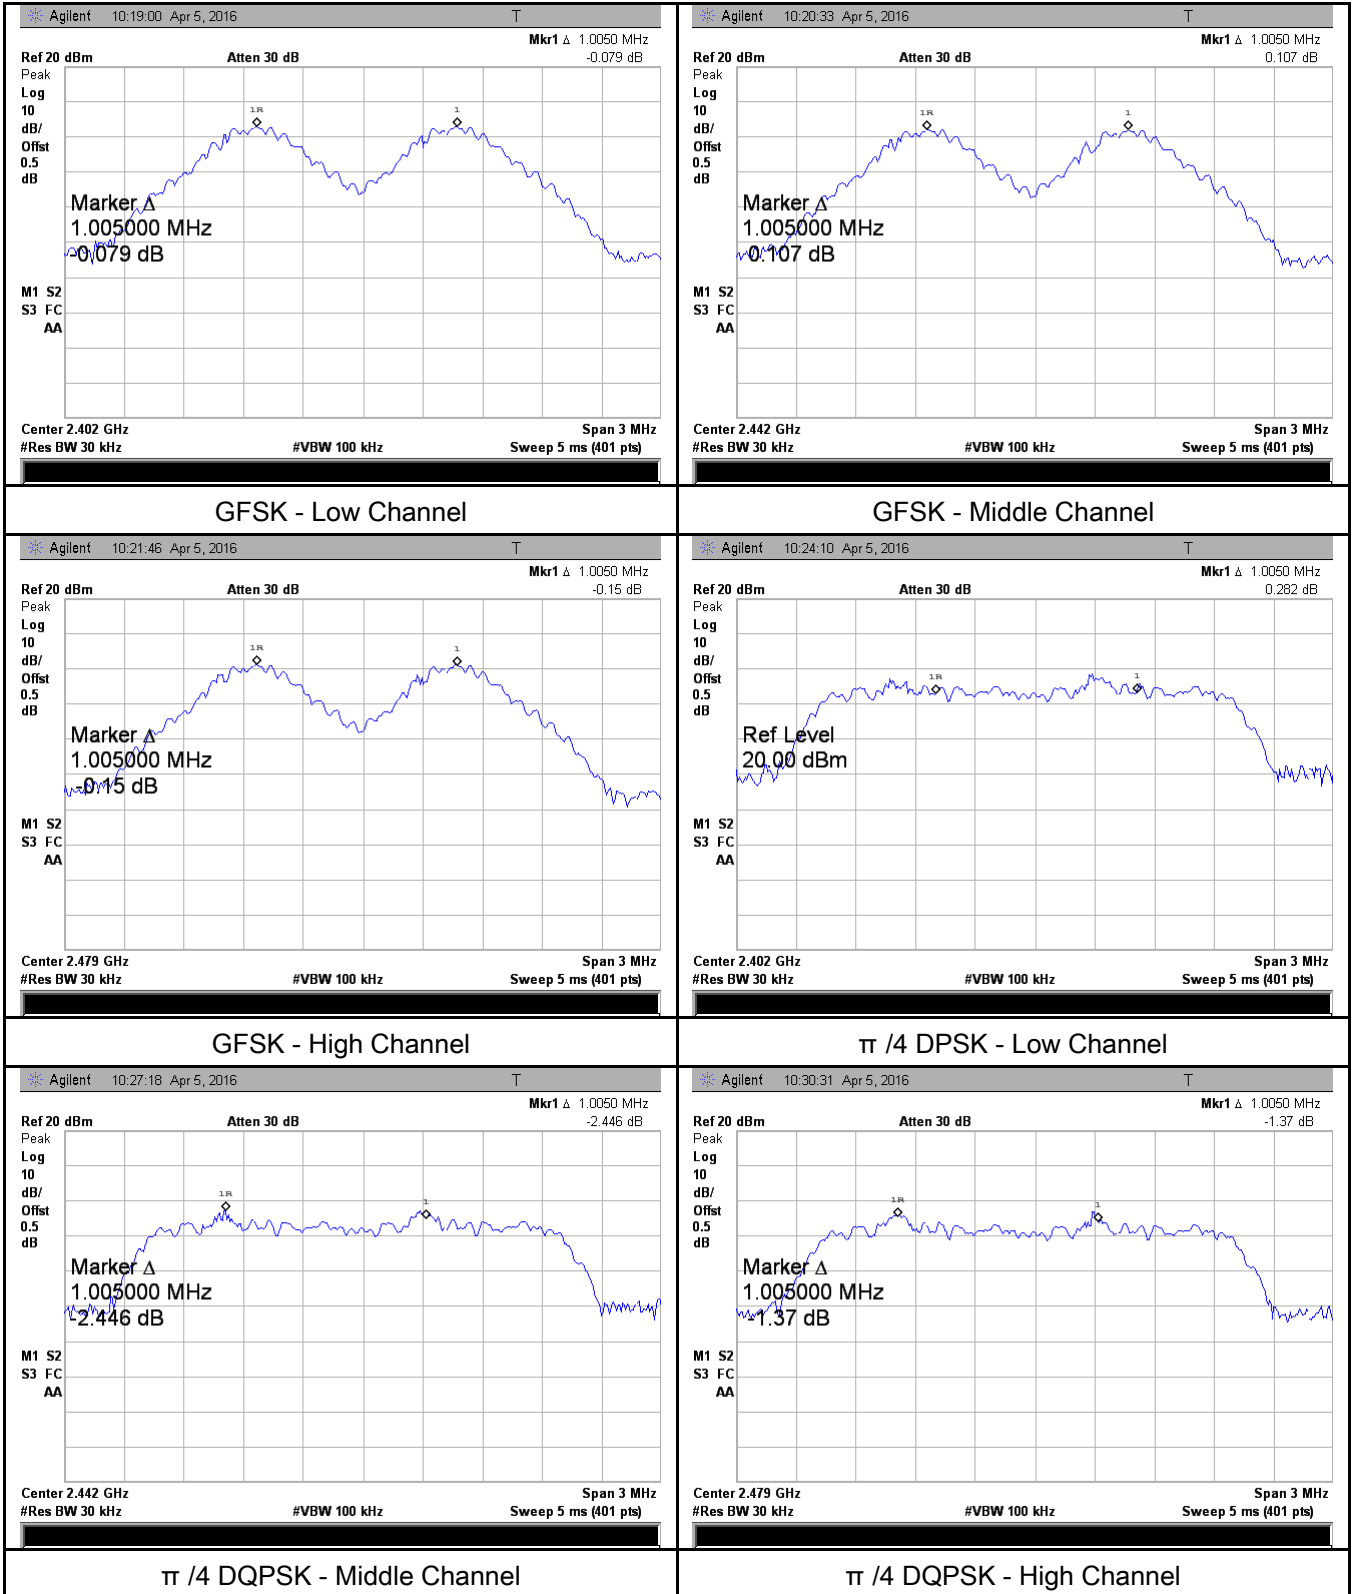 Agilent 10:19:00 Apr 5, 2016 T
Mkr1 Δ 1.0050 MHz
Ref 20 dBm Atten 30 dB -0.079 dB
Peak
Log
10
dB/
Offst
0.5
dB
1R 1
Marker Δ
1.005000 MHz
-0.079 dB
M1 S2
S3 FC
AA
Center 2.402 GHz Span 3 MHz
#Res BW 30 kHz #VBW 100 kHz Sweep 5 ms (401 pts)
GFSK - Low Channel
Agilent 10:20:33 Apr 5, 2016 T
Mkr1 Δ 1.0050 MHz
Ref 20 dBm Atten 30 dB 0.107 dB
Peak
Log
10
dB/
Offst
0.5
dB
1R 1
Marker Δ
1.005000 MHz
0.107 dB
M1 S2
S3 FC
AA
Center 2.442 GHz Span 3 MHz
#Res BW 30 kHz #VBW 100 kHz Sweep 5 ms (401 pts)
GFSK - Middle Channel
Agilent 10:21:46 Apr 5, 2016 T
Mkr1 Δ 1.0050 MHz
Ref 20 dBm Atten 30 dB -0.15 dB
Peak
Log
10
dB/
Offst
0.5
dB
1R 1
Marker Δ
1.005000 MHz
-0.15 dB
M1 S2
S3 FC
AA
Center 2.479 GHz Span 3 MHz
#Res BW 30 kHz #VBW 100 kHz Sweep 5 ms (401 pts)
GFSK - High Channel
Agilent 10:24:10 Apr 5, 2016 T
Mkr1 Δ 1.0050 MHz
Ref 20 dBm Atten 30 dB 0.282 dB
Peak
Log
10
dB/
Offst
0.5
dB
1R 1
Ref Level
20.00 dBm
M1 S2
S3 FC
AA
Center 2.402 GHz Span 3 MHz
#Res BW 30 kHz #VBW 100 kHz Sweep 5 ms (401 pts)
π /4 DPSK - Low Channel
Agilent 10:27:18 Apr 5, 2016 T
Mkr1 Δ 1.0050 MHz
Ref 20 dBm Atten 30 dB -2.446 dB
Peak
Log
10
dB/
Offst
0.5
dB
1R 1
Marker Δ
1.005000 MHz
-2.446 dB
M1 S2
S3 FC
AA
Center 2.442 GHz Span 3 MHz
#Res BW 30 kHz #VBW 100 kHz Sweep 5 ms (401 pts)
π /4 DQPSK - Middle Channel
Agilent 10:30:31 Apr 5, 2016 T
Mkr1 Δ 1.0050 MHz
Ref 20 dBm Atten 30 dB -1.37 dB
Peak
Log
10
dB/
Offst
0.5
dB
1R 1
Marker Δ
1.005000 MHz
-1.37 dB
M1 S2
S3 FC
AA
Center 2.479 GHz Span 3 MHz
#Res BW 30 kHz #VBW 100 kHz Sweep 5 ms (401 pts)
π /4 DQPSK - High Channel